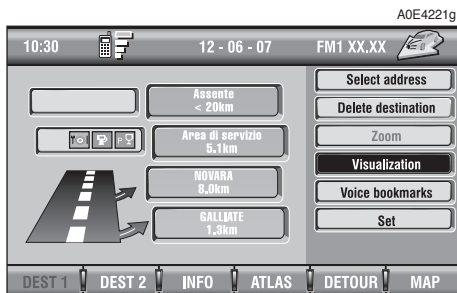 A0E4221g
10:30 12 - 06 - 07 FM1 XX.XX
Assente
< 20km
Area di servizio
5.1km
NOVARA
8.0km
GALLIATE
1.3km
Select address
Delete destination
Zoom
Visualization
Voice bookmarks
Set
P
DEST 1 DEST 2 INFO ATLAS DETOUR MAP